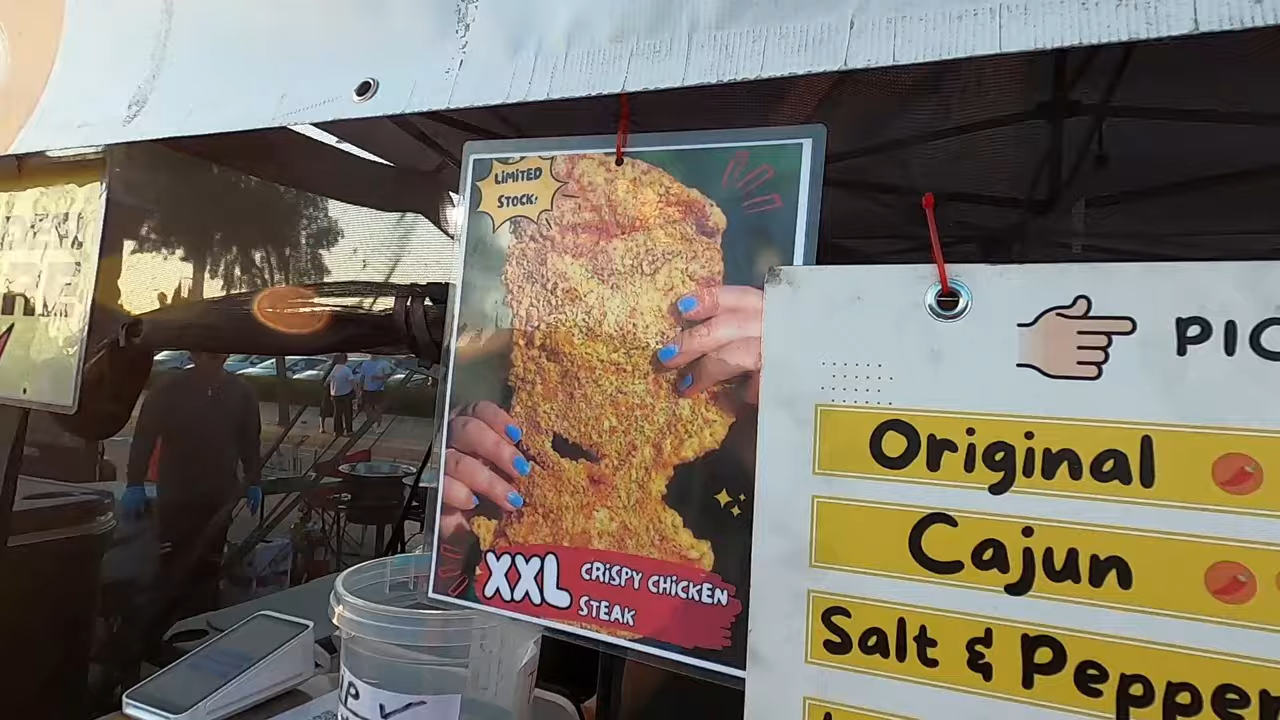 LIMITED
STOCK!
XXL CRISPY CHICKEN
STEAK
PIC
Original
Cajun
Salt & Pepper